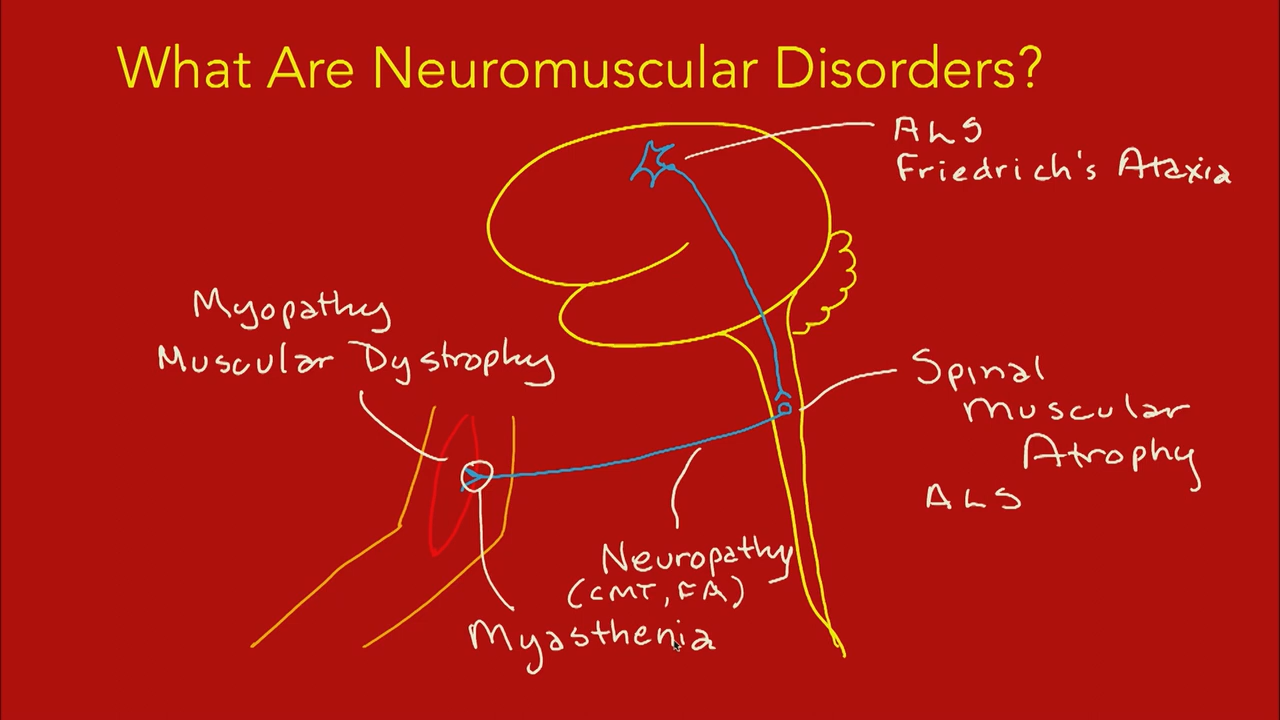 What Are Neuromuscular Disorders?
ALS
Friedrich's Ataxia
Myopathy
Muscular Dystrophy
Spinal
Muscular
Atrophy
ALS
Neuropathy
(CMT, FA)
Myasthenia